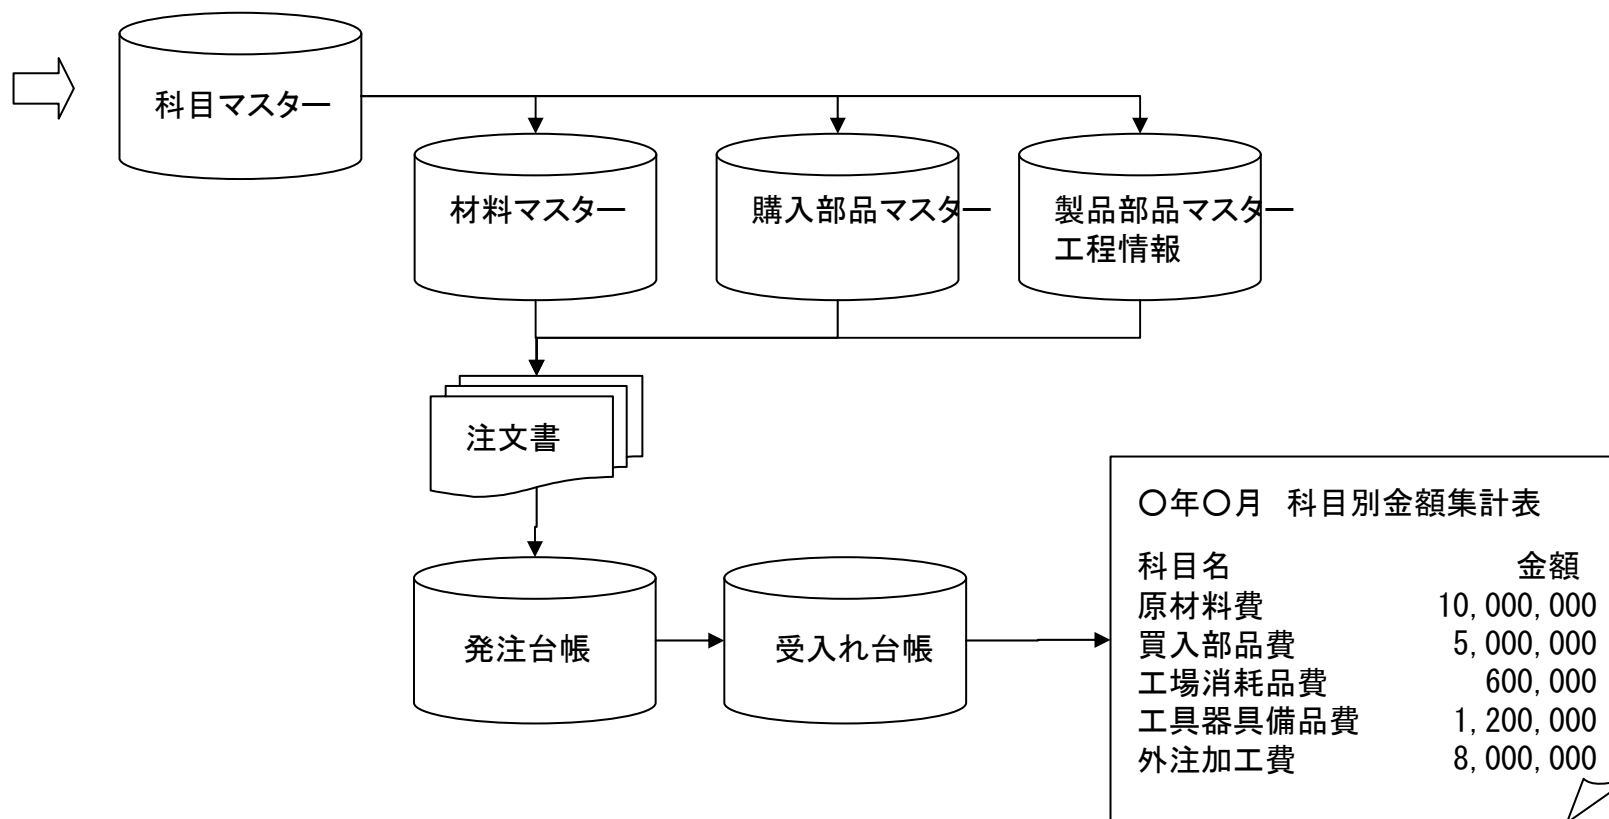 科目マスター
材料マスター
購入部品マスター
製品部品マスター
工程情報
注文書
発注台帳
受入れ台帳
○年○月 科目別金額集計表
科目名 金額
原材料費 10,000,000
買入部品費 5,000,000
工場消耗品費 600,000
工具器具備品費 1,200,000
外注加工費 8,000,000